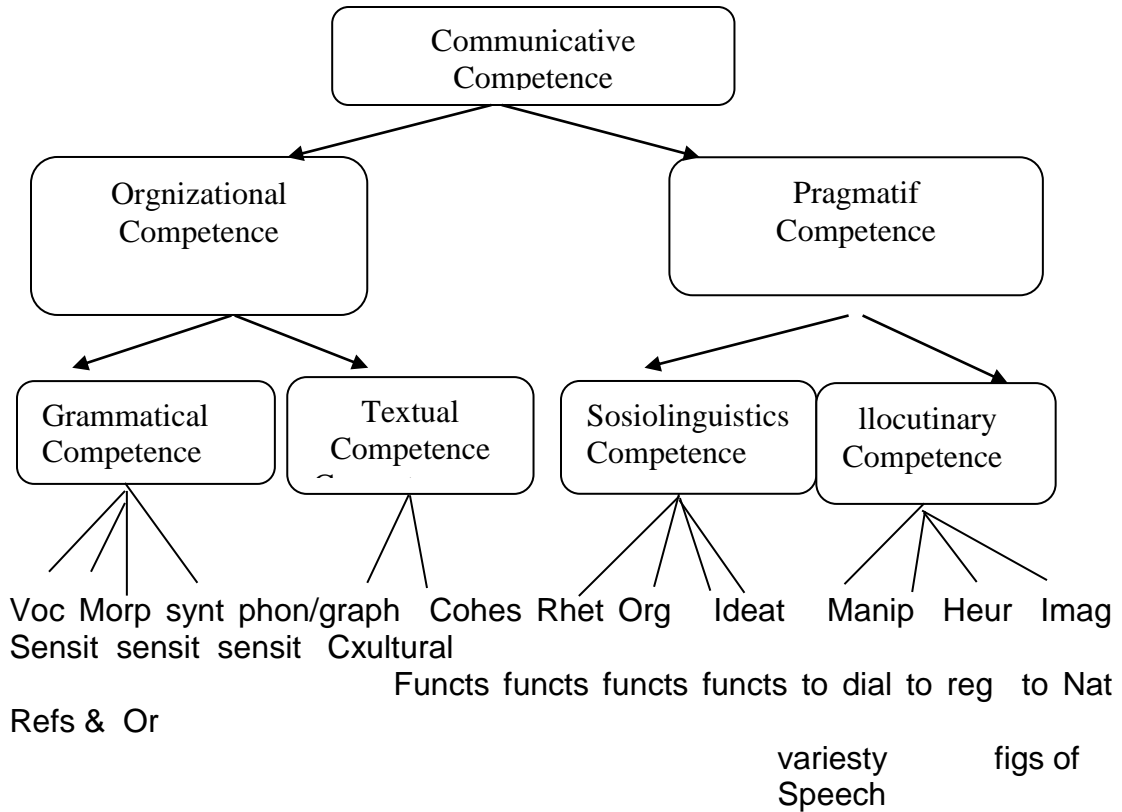 Communicative
Competence
Orgnizational
Competence
Pragmatif
Competence
Grammatical
Competence
Textual
Competence
Sosiolinguistics
Competence
llocutinary
Competence
Voc Morp synt phon/graph Cohes Rhet Org Ideat Manip Heur Imag
Sensit sensit sensit Cxultural
Functs functs functs functs to dial to reg to Nat
Refs & Or
variesty figs of
Speech